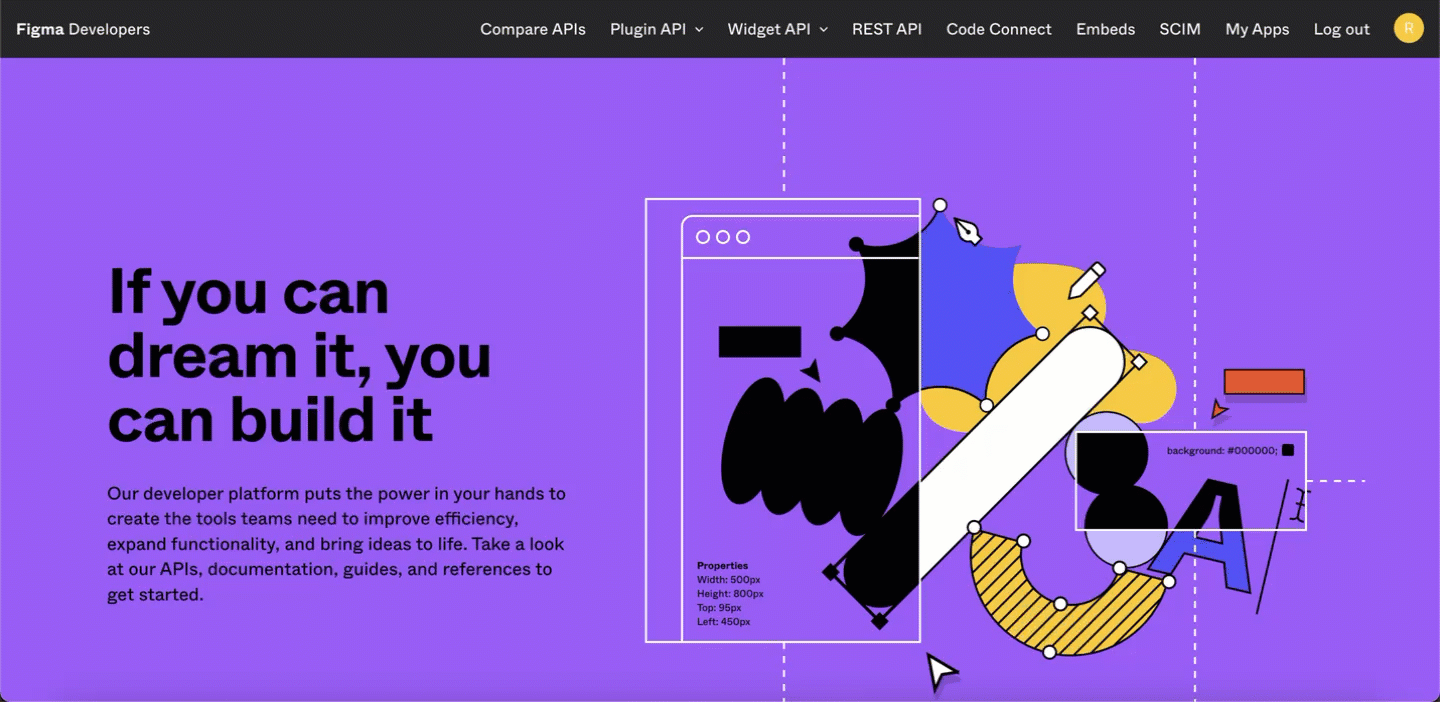 Figma Developers
Compare APIs Plugin API Widget API REST API Code Connect Embeds SCIM My Apps Log out R
If you can
dream it, you
can build it
Our developer platform puts the power in your hands to
create the tools teams need to improve efficiency,
expand functionality, and bring ideas to life. Take a look
at our APIs, documentation, guides, and references to
get started.
Properties
Width: 500px
Height: 800px
Top: 95px
Left: 450px
background: #000000;
A